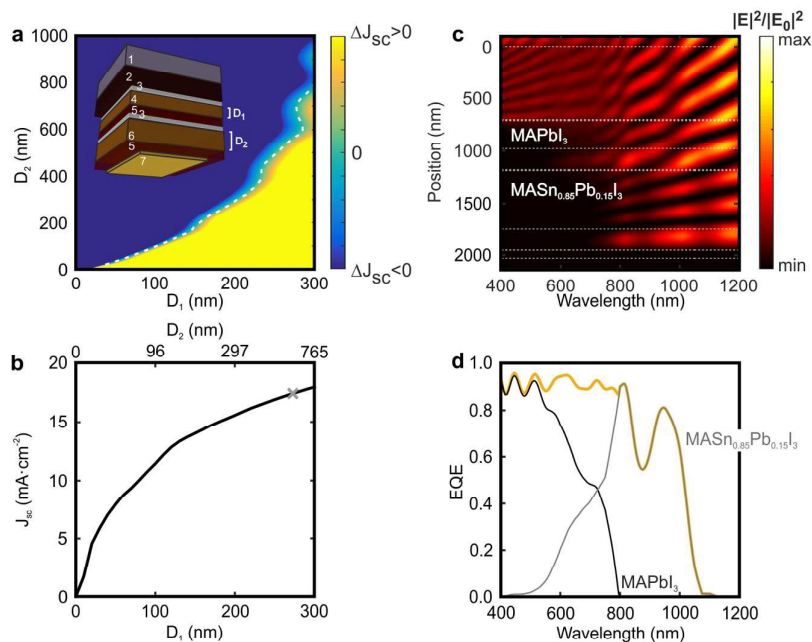 a
ΔJSC>0
0
ΔJSC<0
1000
800
600
400
200
0
D2 (nm)
0
100
200
300
D1 (nm)
1
2
3
4
5
3
6
5
7
D1
D2
c
|E|²/|E0|²
max
min
0
500
1000
1500
2000
Position (nm)
MAPbI3
MASn0.85Pb0.15I3
400
600
800
1000
1200
Wavelength (nm)
b
D2 (nm)
0
96
297
765
20
15
10
5
0
Jsc (mA·cm-2)
0
100
200
300
D1 (nm)
d
1.0
0.8
0.6
0.4
0.2
0.0
EQE
MASn0.85Pb0.15I3
MAPbI3
400
600
800
1000
1200
Wavelength (nm)